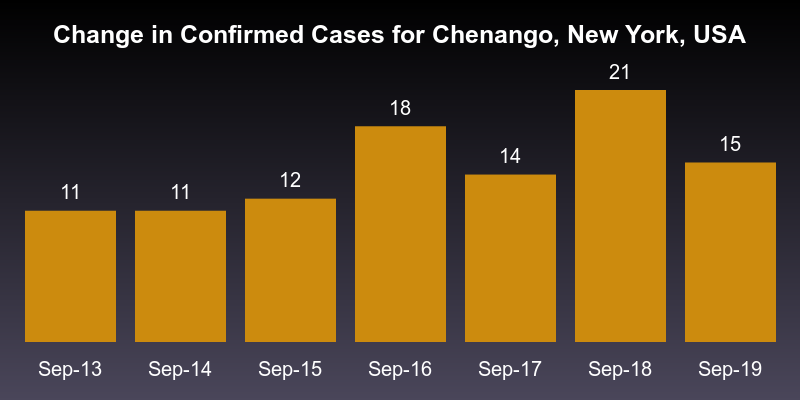 Change in Confirmed Cases for Chenango, New York, USA
11 11 12 18 14 21 15
Sep-13 Sep-14 Sep-15 Sep-16 Sep-17 Sep-18 Sep-19